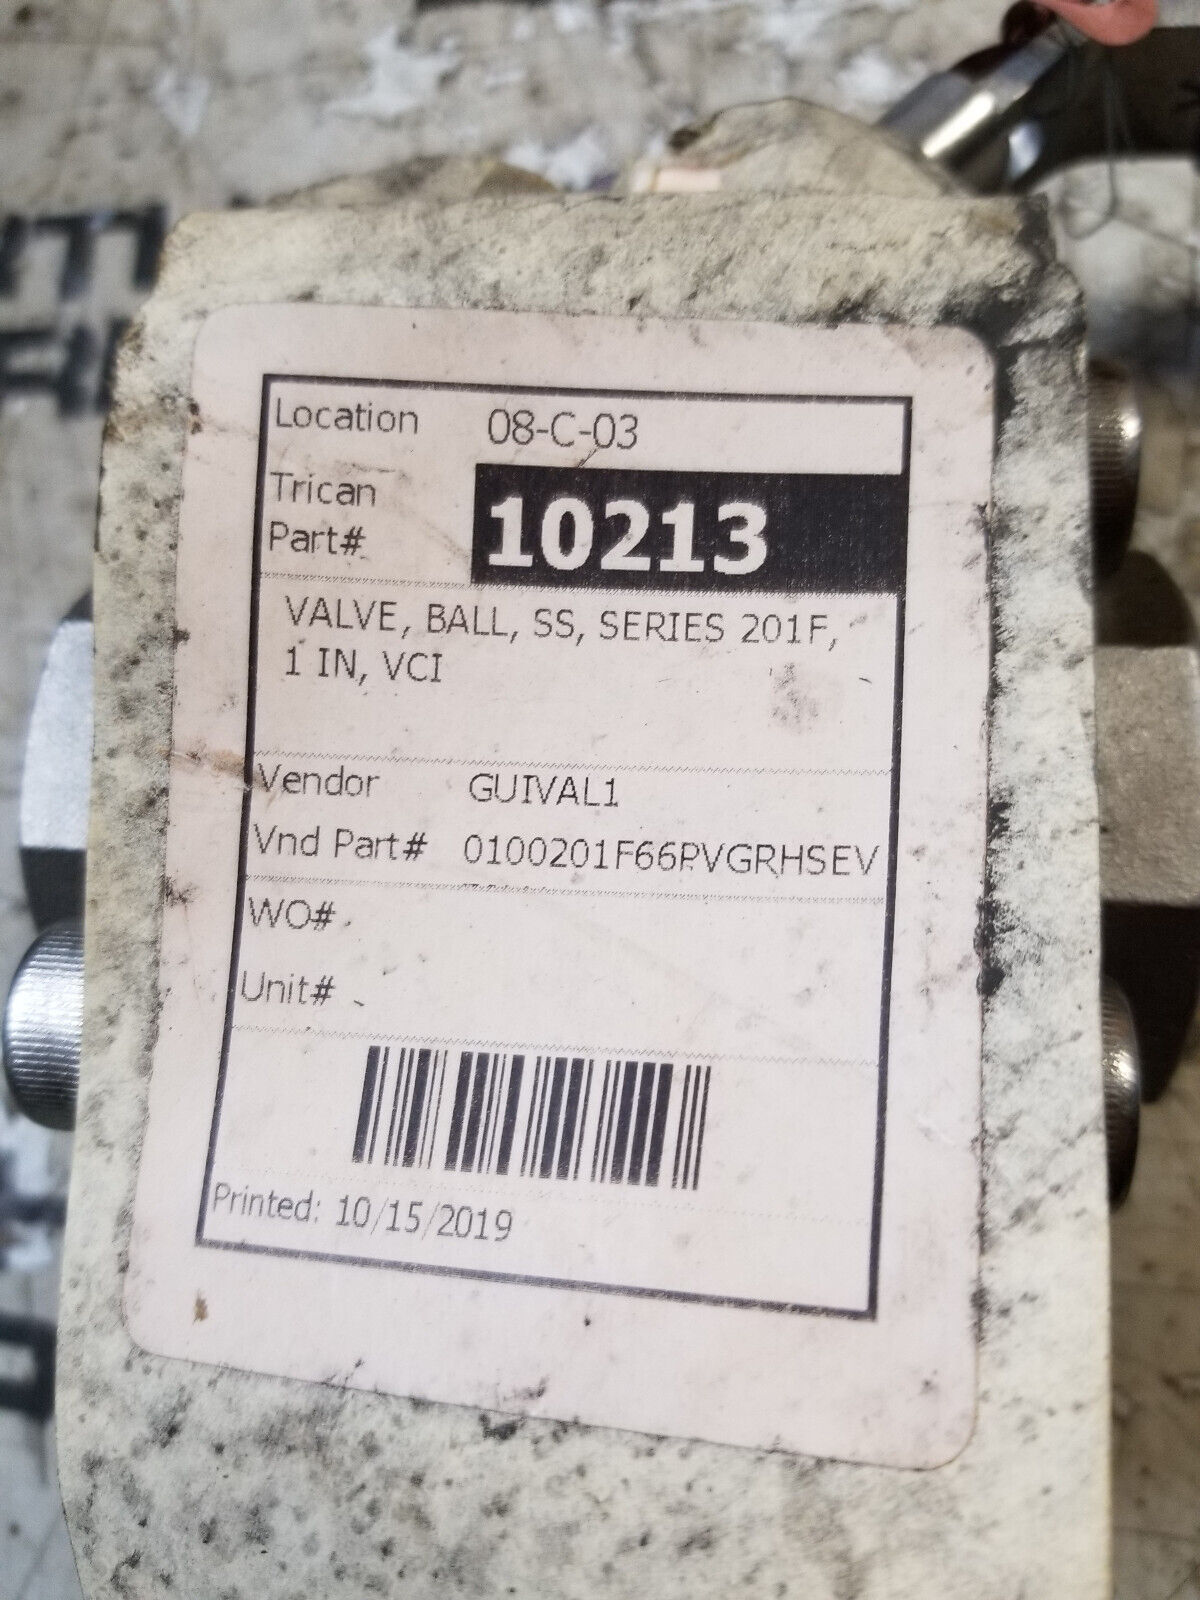 Location 08-C-03
Trican
Part# 10213
VALVE, BALL, SS, SERIES 201F,
1 IN, VCI
Vendor GUIVAL1
Vnd Part# 0100201F66PVGRHSEV
WO#
Unit#
Printed: 10/15/2019